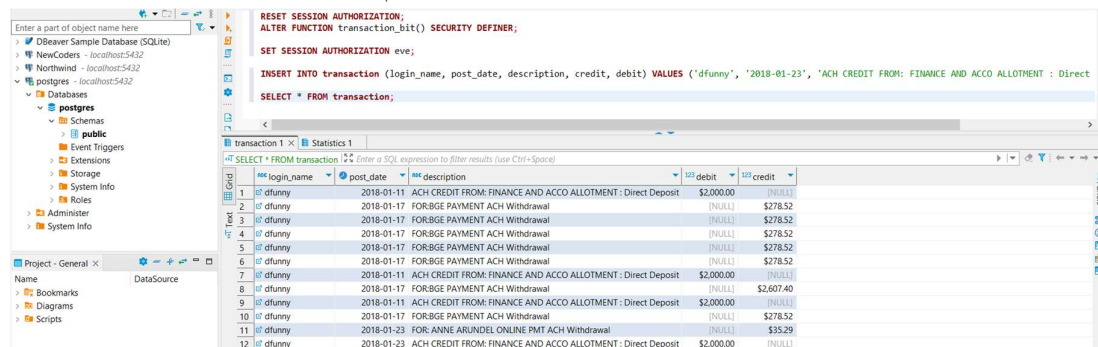 RESET SESSION AUTHORIZATION;
ALTER FUNCTION transaction_bit() SECURITY DEFINER;
SET SESSION AUTHORIZATION eve;
INSERT INTO transaction (login_name, post_date, description, credit, debit) VALUES ('dfunny', '2018-01-23', 'ACH CREDIT FROM: FINANCE AND ACCO ALLOTMENT : Direct
SELECT * FROM transaction;
Enter a part of object name here
DBeaver Sample Database (SQLite)
NewCoders - localhost:5432
Northwind - localhost:5432
postgres - localhost:5432
Databases
postgres
Schemas
public
Event Triggers
Extensions
Storage
System Info
Roles
Administer
System Info
Project - General
Name DataSource
Bookmarks
Diagrams
Scripts
transaction 1 Statistics 1
SELECT * FROM transaction Enter a SQL expression to filter results (use Ctrl+Space)
Grid
Text
login_name post_date description 123 debit 123 credit
1 dfunny 2018-01-11 ACH CREDIT FROM: FINANCE AND ACCO ALLOTMENT : Direct Deposit $2,000.00 [NULL]
2 dfunny 2018-01-17 FOR:BGE PAYMENT ACH Withdrawal [NULL] $278.52
3 dfunny 2018-01-17 FOR:BGE PAYMENT ACH Withdrawal [NULL] $278.52
4 dfunny 2018-01-17 FOR:BGE PAYMENT ACH Withdrawal [NULL] $278.52
5 dfunny 2018-01-17 FOR:BGE PAYMENT ACH Withdrawal [NULL] $278.52
6 dfunny 2018-01-17 FOR:BGE PAYMENT ACH Withdrawal [NULL] $278.52
7 dfunny 2018-01-11 ACH CREDIT FROM: FINANCE AND ACCO ALLOTMENT : Direct Deposit $2,000.00 [NULL]
8 dfunny 2018-01-17 FOR:BGE PAYMENT ACH Withdrawal [NULL] $2,607.40
9 dfunny 2018-01-11 ACH CREDIT FROM: FINANCE AND ACCO ALLOTMENT : Direct Deposit $2,000.00 [NULL]
10 dfunny 2018-01-17 FOR:BGE PAYMENT ACH Withdrawal [NULL] $278.52
11 dfunny 2018-01-23 FOR: ANNE ARUNDEL ONLINE PMT ACH Withdrawal [NULL] $35.29
12 dfunny 2018-01-23 ACH CREDIT FROM: FINANCE AND ACCO ALLOTMENT : Direct Deposit $2,000.00 [NULL]